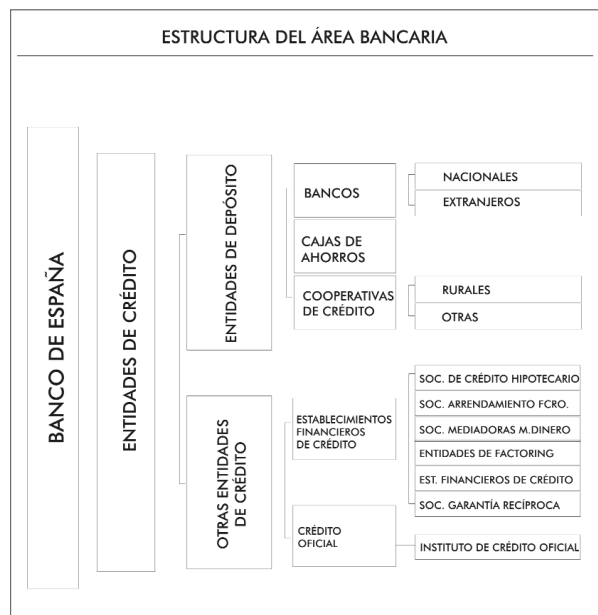 ESTRUCTURA DEL ÁREA BANCARIA
BANCO DE ESPAÑA
ENTIDADES DE CRÉDITO
ENTIDADES DE DEPÓSITO
BANCOS
NACIONALES
EXTRANJEROS
CAJAS DE
AHORROS
COOPERATIVAS
DE CRÉDITO
RURALES
OTRAS
OTRAS ENTIDADES
DE CRÉDITO
ESTABLECIMIENTOS
FINANCIEROS
DE CRÉDITO
SOC. DE CRÉDITO HIPOTECARIO
SOC. ARRENDAMIENTO FCRO.
SOC. MEDIADORAS M.DINERO
ENTIDADES DE FACTORING
EST. FINANCIEROS DE CRÉDITO
SOC. GARANTÍA RECÍPROCA
CRÉDITO
OFICIAL
INSTITUTO DE CRÉDITO OFICIAL